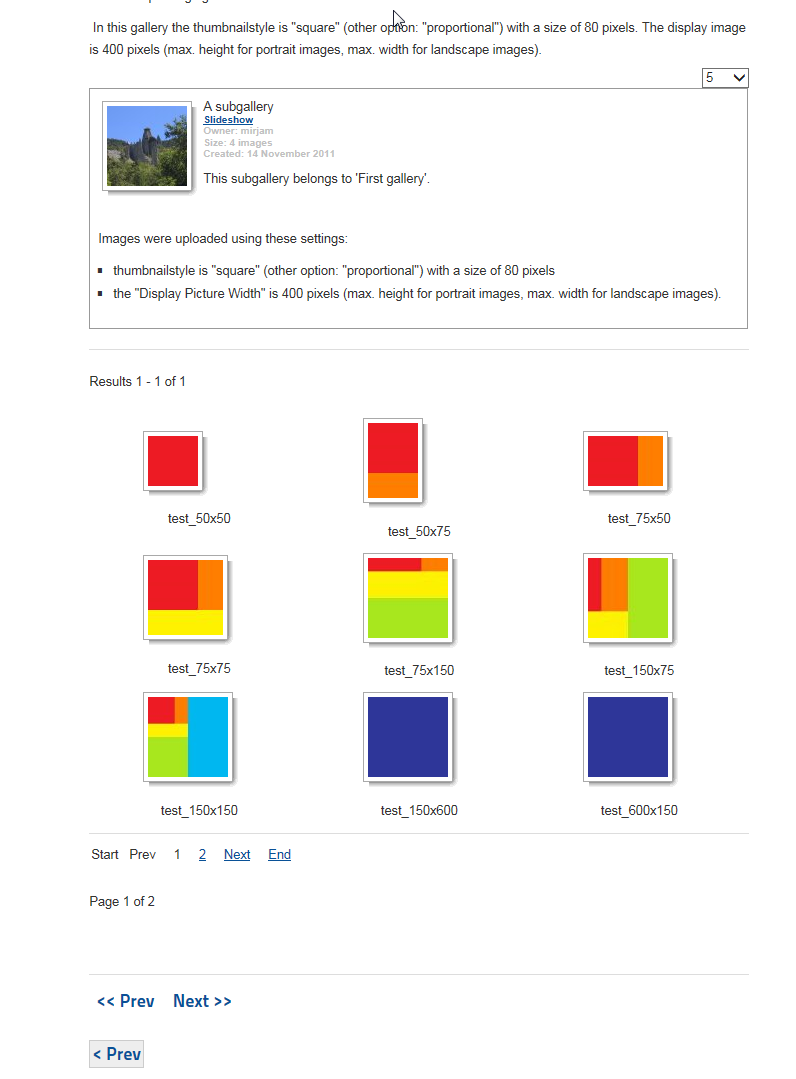 In this gallery the thumbnailstyle is "square" (other option: "proportional") with a size of 80 pixels. The display image
is 400 pixels (max. height for portrait images, max. width for landscape images).
5
A subgallery
Slideshow
Owner: mirjam
Size: 4 images
Created: 14 November 2011
This subgallery belongs to 'First gallery'.
Images were uploaded using these settings:
thumbnailstyle is "square" (other option: "proportional") with a size of 80 pixels
the "Display Picture Width" is 400 pixels (max. height for portrait images, max. width for landscape images).
Results 1 - 1 of 1
test_50x50 test_50x75 test_75x50
test_75x75 test_75x150 test_150x75
test_150x150 test_150x600 test_600x150
Start Prev 1 2 Next End
Page 1 of 2
<< Prev Next >>
< Prev